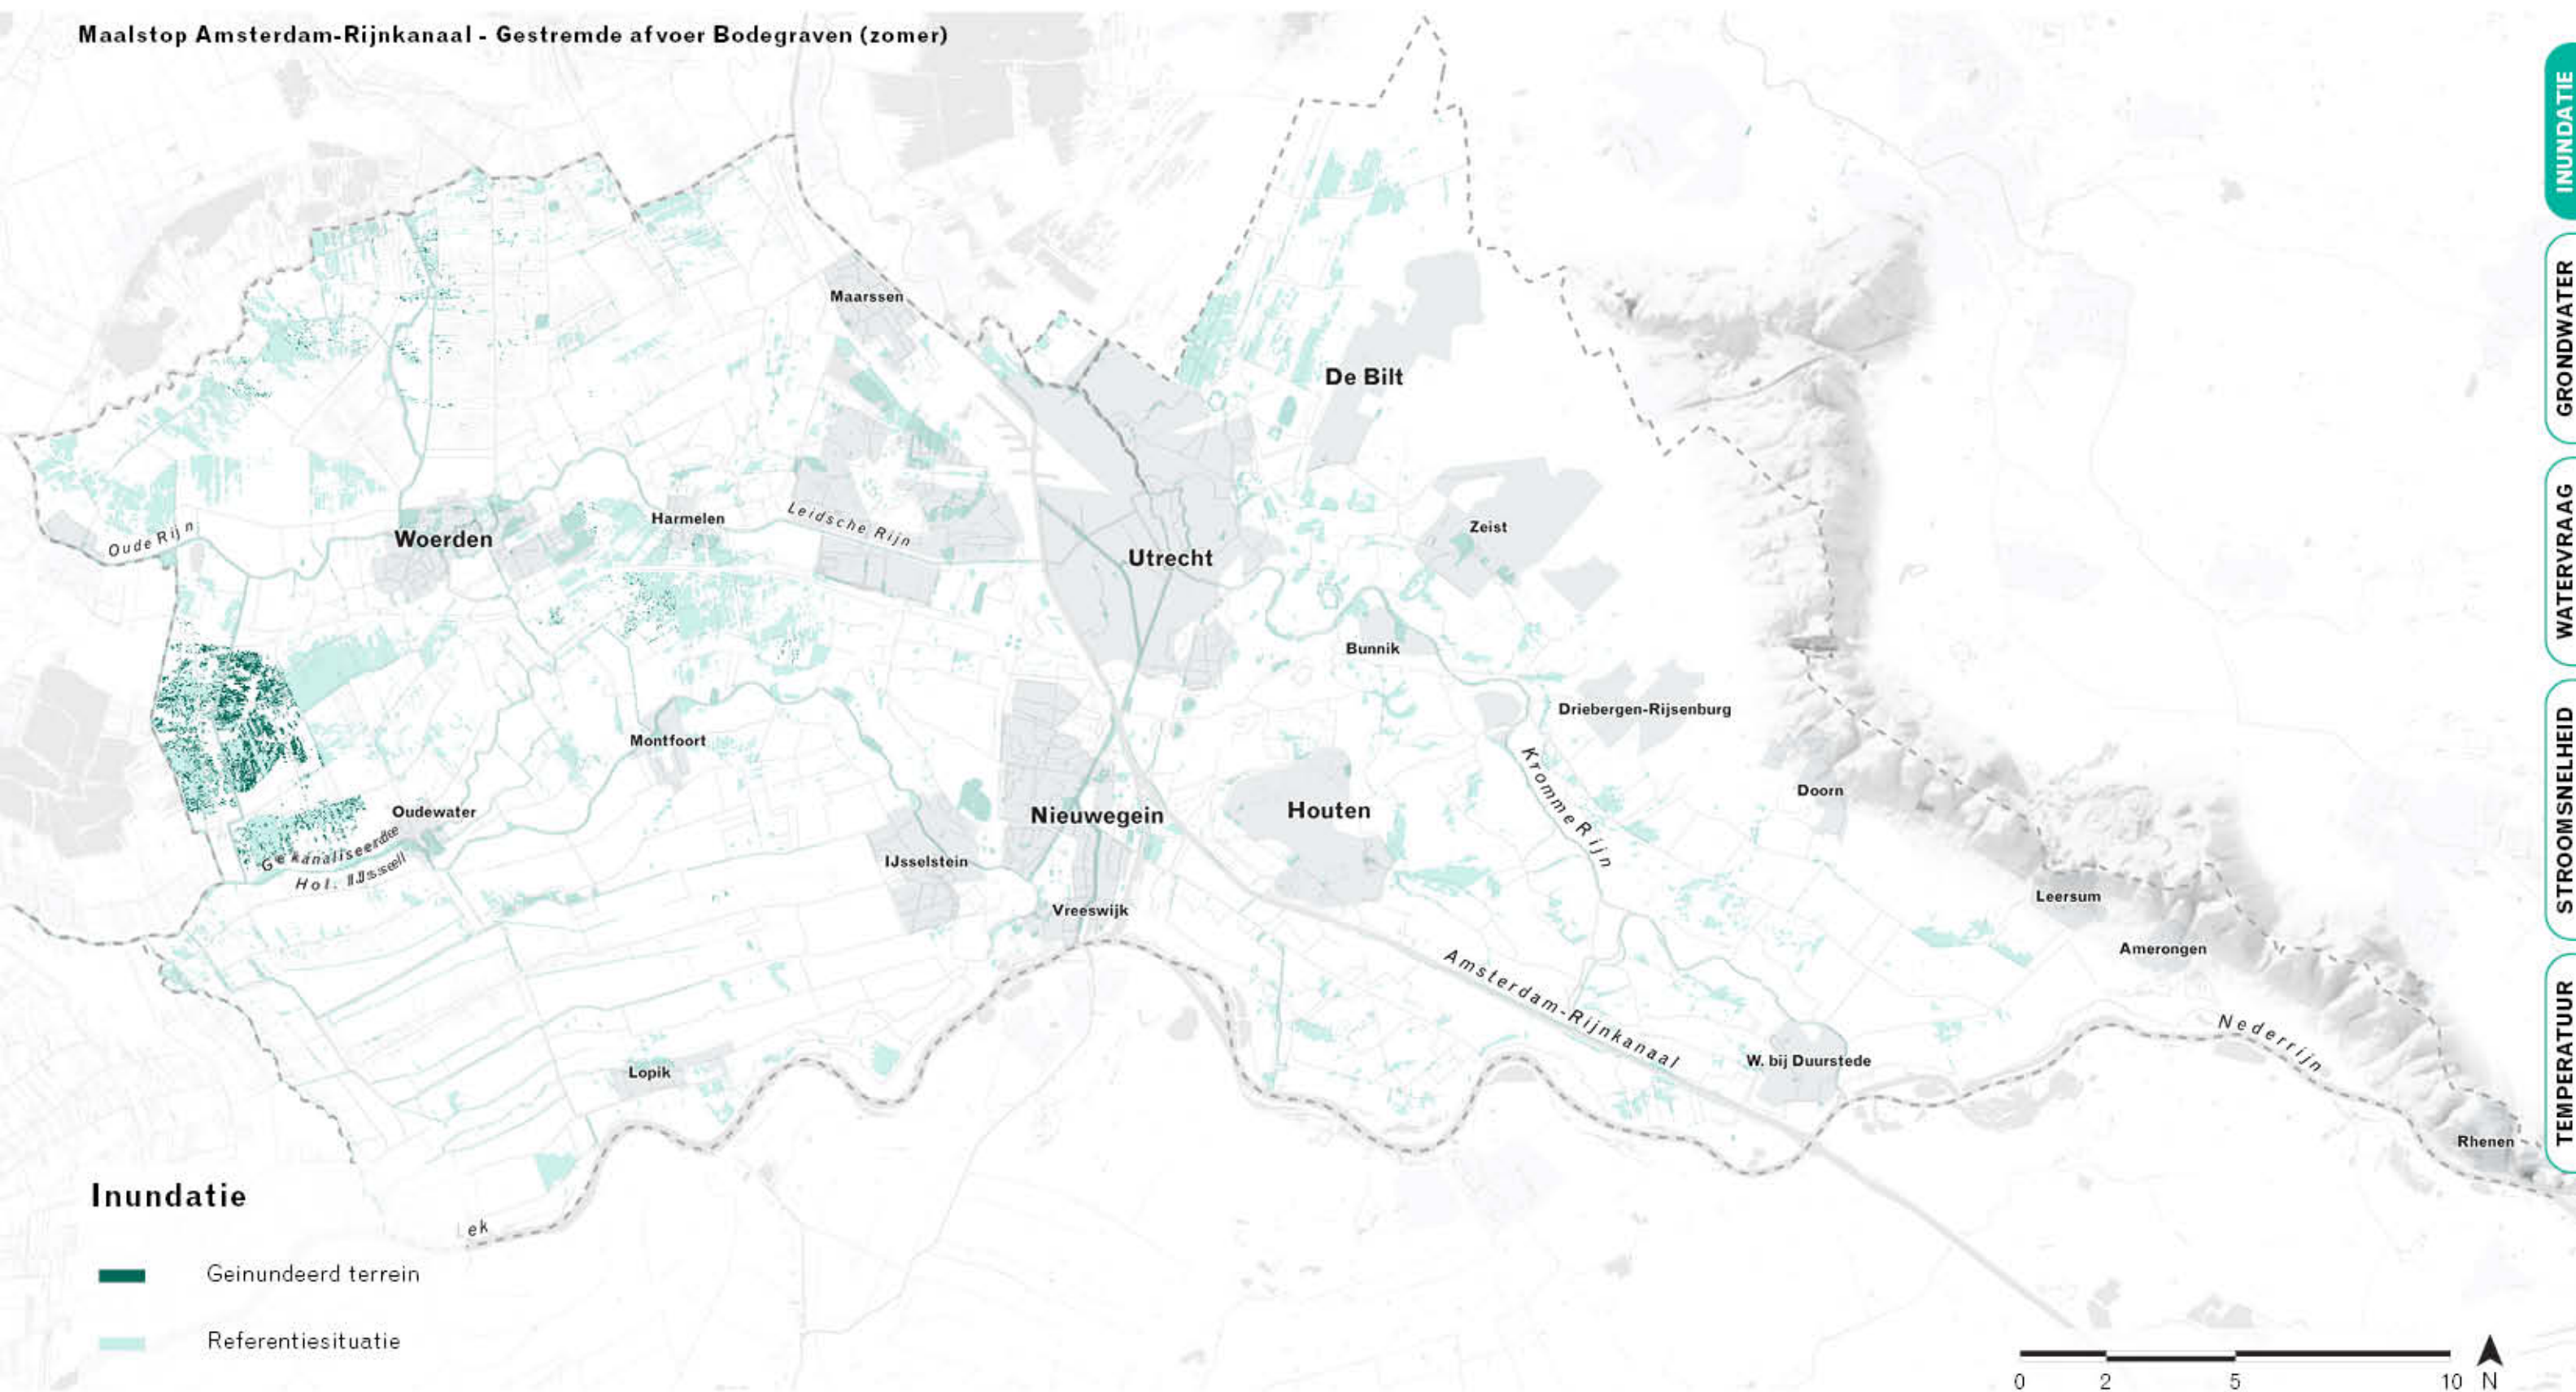 Maalstop Amsterdam-Rijnkanaal - Gestremde afvoer Bodegraven (zomer)
INUNDATIE
GRONDWATER
WATERVRAAG
STROOMSNELHEID
TEMPERATUUR
Maarssen
De Bilt
Oude Rijn
Woerden
Harmelen
Leidsche Rijn
Utrecht
Zeist
Bunnik
Driebergen-Rijsenburg
Montfoort
Kromme Rijn
Doorn
Oudewater
Gekanaliseerde
Hol. IJssel
Nieuwegein
Houten
IJsselstein
Vreeswijk
Leersum
Amerongen
Amsterdam-Rijnkanaal
Nederrijn
Lopik
W. bij Duurstede
Rhenen
Lek
Inundatie
Geinundeerd terrein
Referentiesituatie
0 2 5 10 N